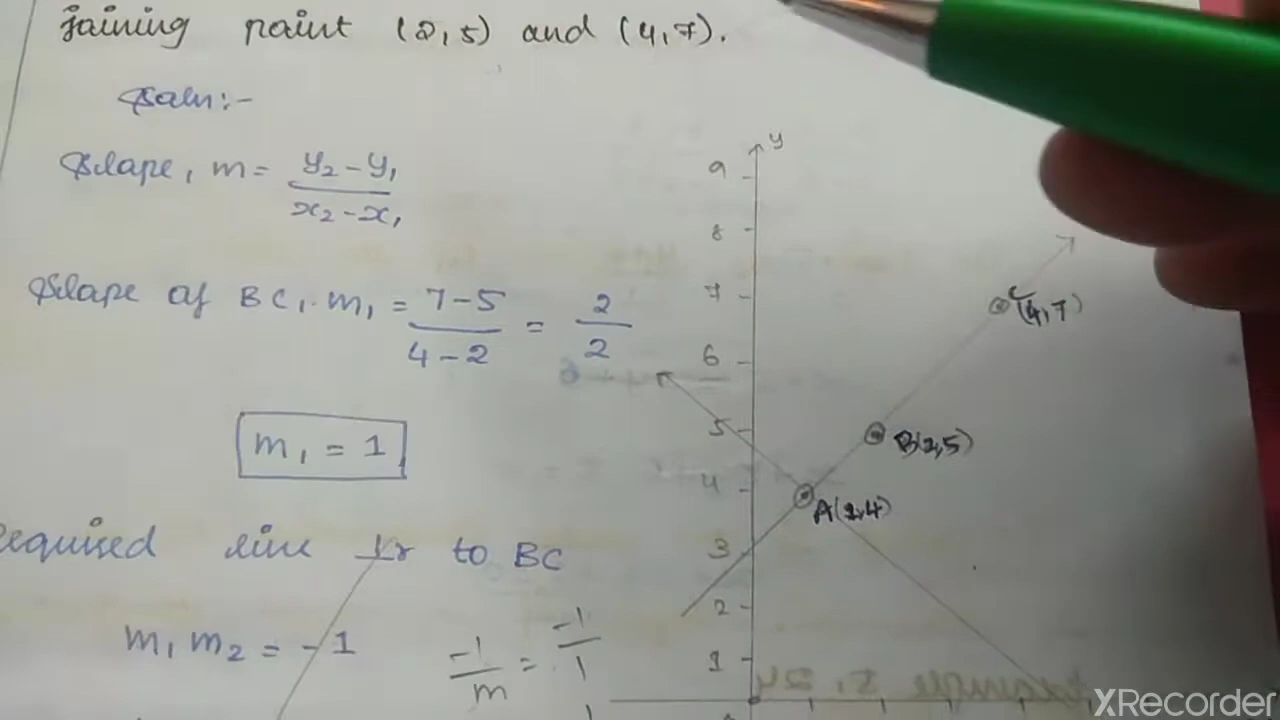 joining point (2,5) and (4,7).
Soln:-
Slope, m = y₂ - y₁ / x₂ - x₁
Slope of BC, m₁ = 7-5 / 4-2 = 2/2
m₁ = 1
Required line ⊥r to BC
m₁ m₂ = -1
-1/m = -1/1
y
9
8
7
6
5
4
3
2
1
C(4,7)
B(2,5)
A(1,4)
XRecorder